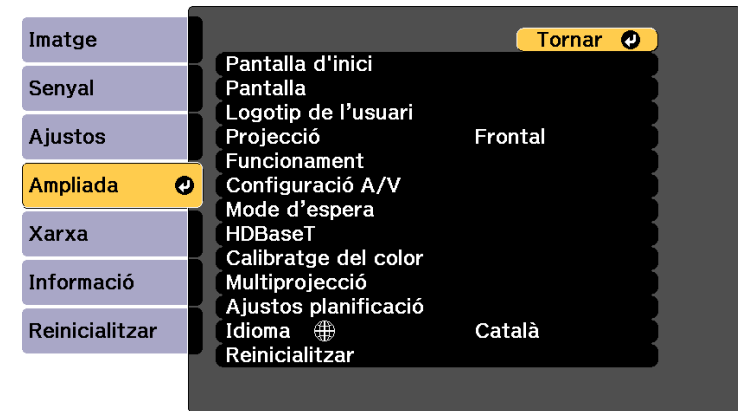 Imatge
Senyal
Ajustos
Ampliada
Xarxa
Informació
Reinicialitzar
Tornar
Pantalla d'inici
Pantalla
Logotip de l’usuari
Projecció Frontal
Funcionament
Configuració A/V
Mode d’espera
HDBaseT
Calibratge del color
Multiprojecció
Ajustos planificació
Idioma Català
Reinicialitzar